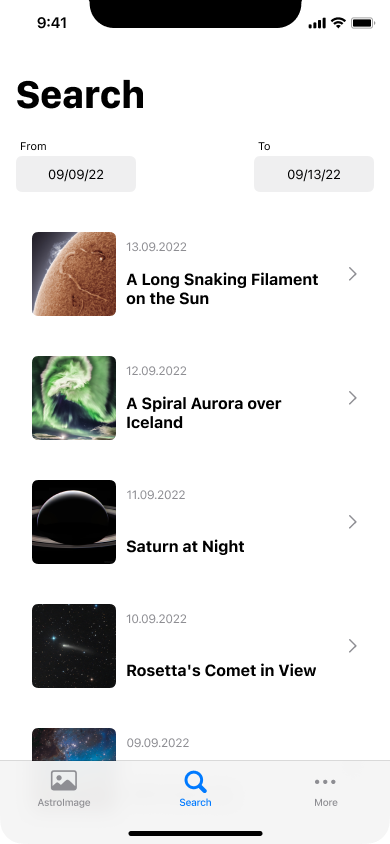 9:41
Search
From
To
09/09/22
09/13/22
13.09.2022
A Long Snaking Filament
on the Sun
12.09.2022
A Spiral Aurora over
Iceland
11.09.2022
Saturn at Night
10.09.2022
Rosetta's Comet in View
09.09.2022
AstroImage
Search
More